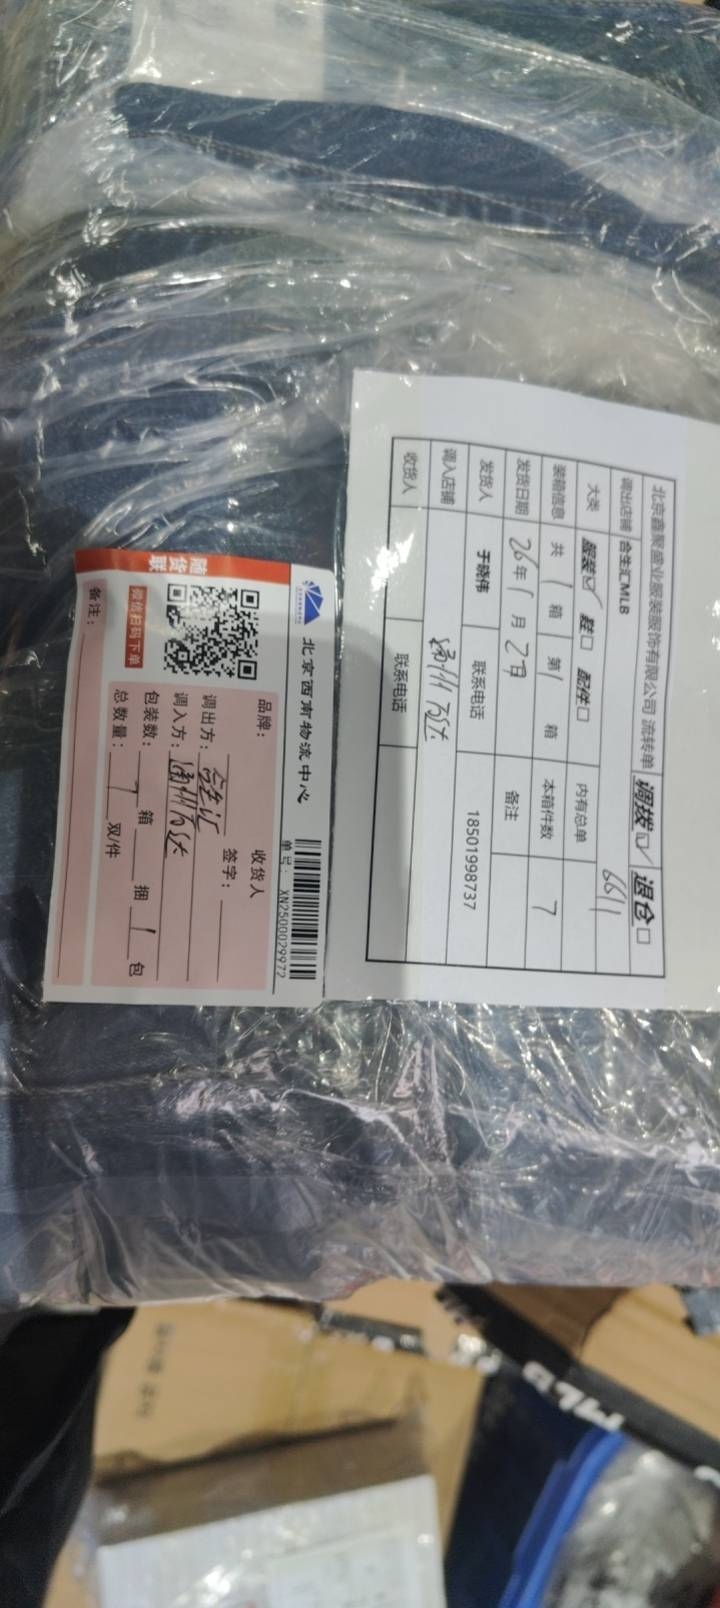 北京鑫聚盛业服装服饰有限公司 流转单 调拨☑ 退仓□
调出店铺 合生汇MLB
大类 服装☑ 鞋□ 配件□ 内有总单 6611
装箱信息 共 1 箱 第 1 箱 本箱件数 7
发货日期 26年1月2日 备注
发货人 于晓伟 联系电话 18501998737
调入店铺 通州万达
收货人 联系电话
北京西南物流中心
单号: XN2500029972
随货联
微信扫码下单
品牌:
收货人
调出方: 合生汇 签字:
调入方: 通州万达
包装数: 箱 捆 1 包
总数量: 7 双/件
备注:
MLB